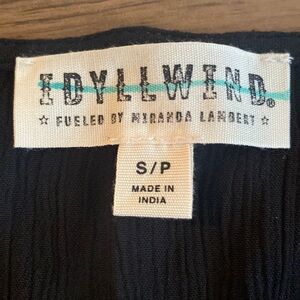 IDYLLWIND®
☆ FUELED BY MIRANDA LAMBERT ☆
S/P
MADE IN
INDIA